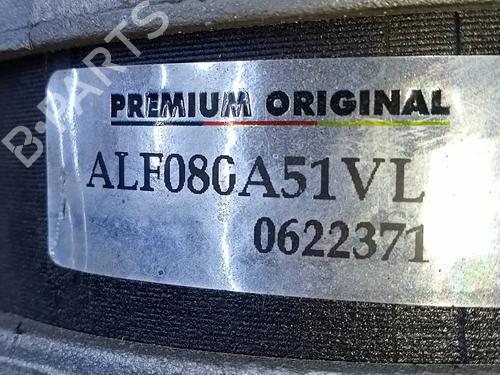 PREMIUM ORIGINAL
ALF08GA51VL
0622371
B-PARTS